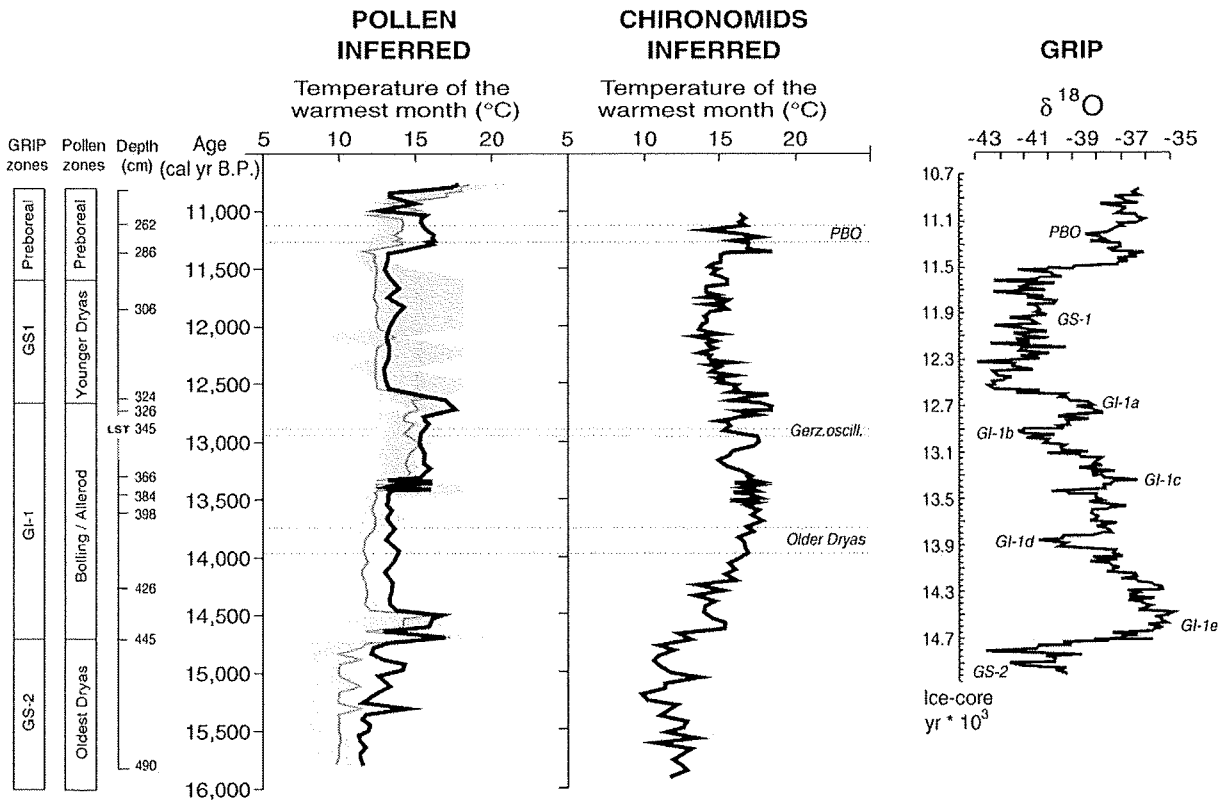 POLLEN
INFERRED
Temperature of the
warmest month (°C)
5 10 15 20
CHIRONOMIDS
INFERRED
Temperature of the
warmest month (°C)
5 10 15 20
GRIP
δ 18O
-43 -41 -39 -37 -35
GRIP
zones
Pollen
zones
Depth
(cm)
Age
(cal yr B.P.)
Preboreal
GS1
GI-1
GS-2
Preboreal
Younger Dryas
Bolling / Allerod
Oldest Dryas
262
286
306
324
326
LST 345
366
384
398
426
445
490
11,000
11,500
12,000
12,500
13,000
13,500
14,000
14,500
15,000
15,500
16,000
PBO
Gerz.oscill.
Older Dryas
10.7
11.1
11.5
11.9
12.3
12.7
13.1
13.5
13.9
14.3
14.7
PBO
GS-1
GI-1a
GI-1b
GI-1c
GI-1d
GI-1e
GS-2
Ice-core
yr * 10³